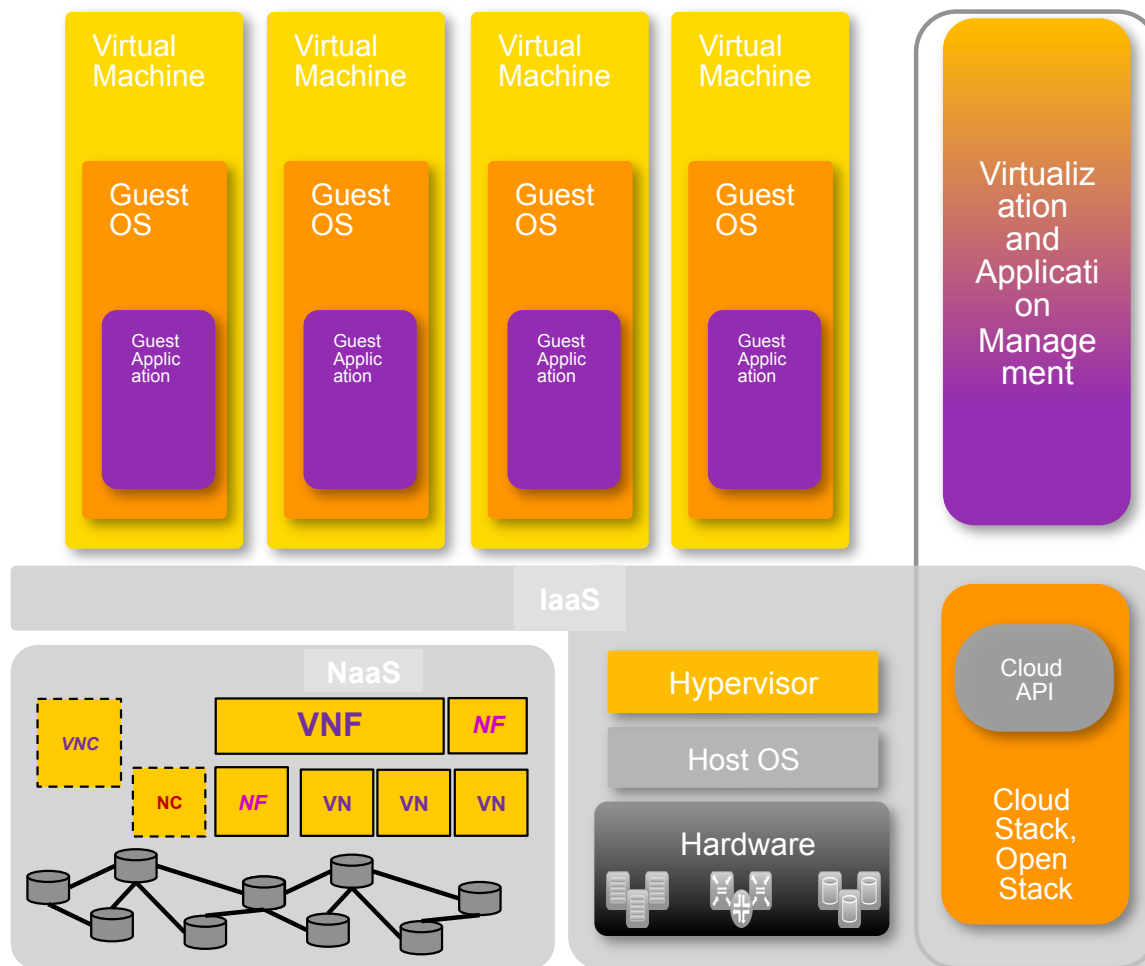 Virtual
Machine
Virtual
Machine
Virtual
Machine
Virtual
Machine
Guest
OS
Guest
OS
Guest
OS
Guest
OS
Guest
Applic
ation
Guest
Applic
ation
Guest
Applic
ation
Guest
Applic
ation
Virtualiz
ation
and
Applicati
on
Manage
ment
IaaS
NaaS
VNC
VNF
NF
NC
NF
VN
VN
VN
Hypervisor
Host OS
Hardware
Cloud
API
Cloud
Stack,
Open
Stack